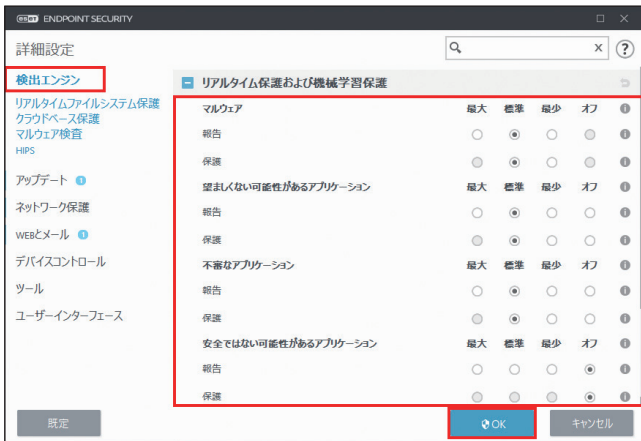 eset ENDPOINT SECURITY
詳細設定
検出エンジン
リアルタイムファイルシステム保護
クラウドベース保護
マルウェア検査
HIPS
アップデート 1
ネットワーク保護
WEBとメール 1
デバイスコントロール
ツール
ユーザーインターフェース
リアルタイム保護および機械学習保護
マルウェア 最大 標準 最少 オフ
報告
保護
望ましくない可能性があるアプリケーション 最大 標準 最少 オフ
報告
保護
不審なアプリケーション 最大 標準 最少 オフ
報告
保護
安全ではない可能性があるアプリケーション 最大 標準 最少 オフ
報告
保護
既定 OK キャンセル